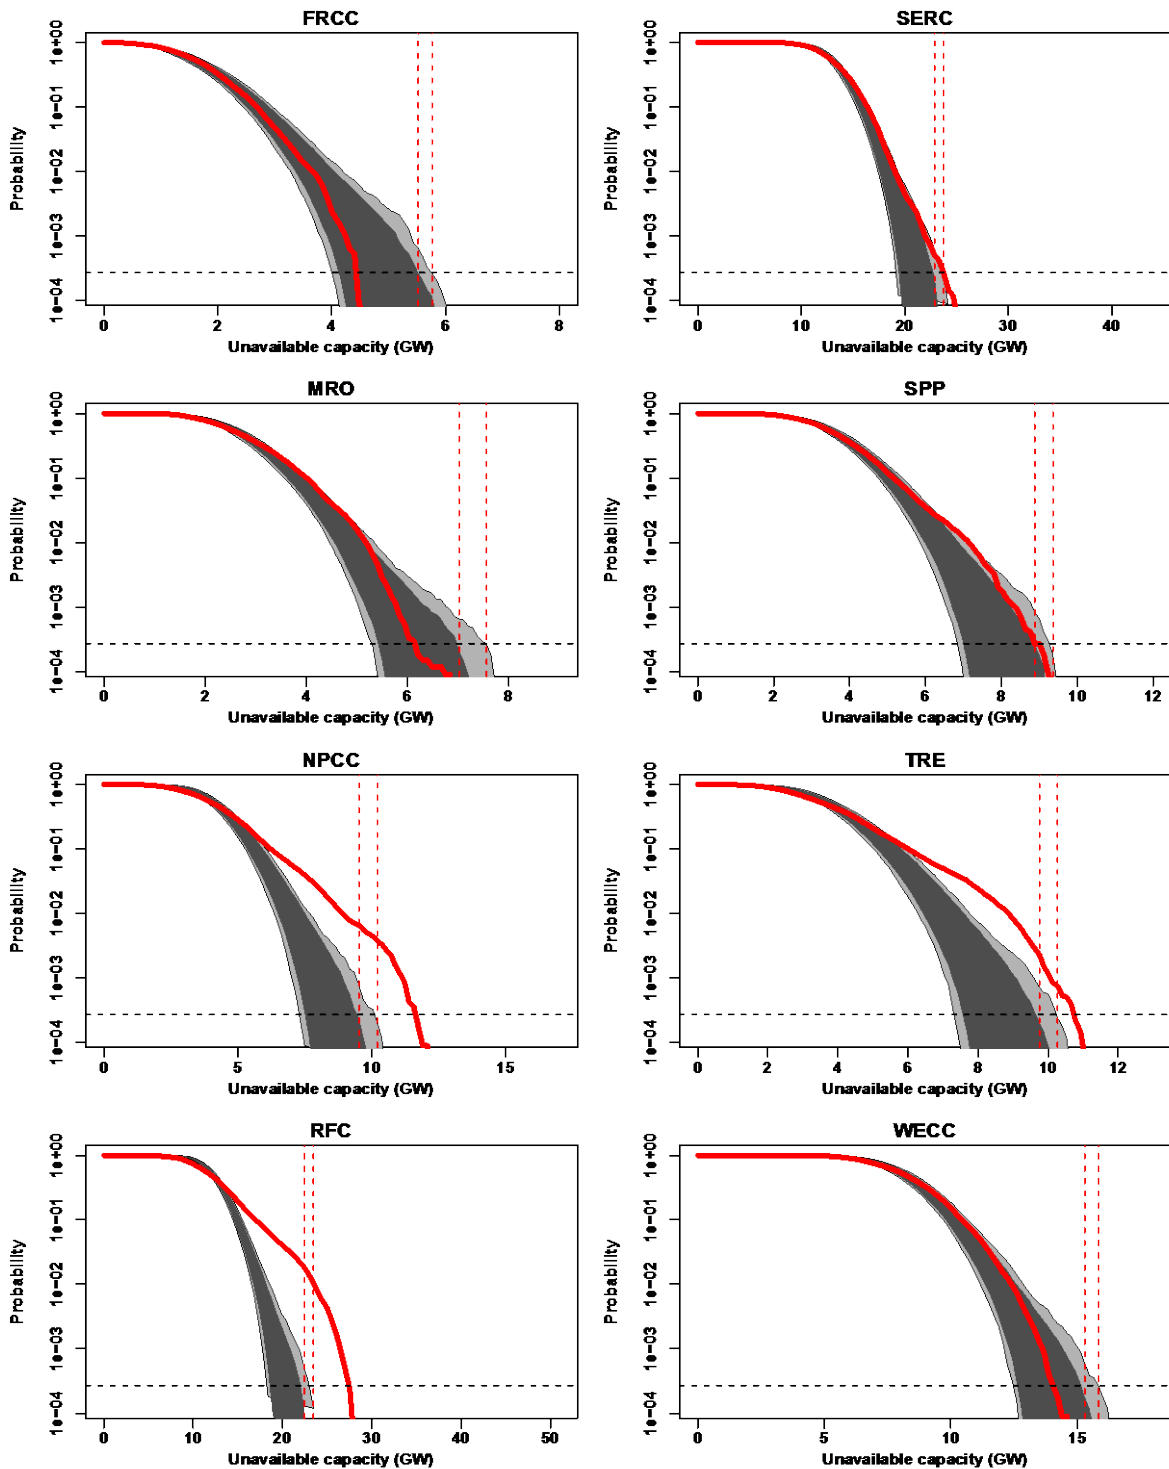 FRCC
Probability
1e+00
1e−01
1e−02
1e−03
1e−04
0 2 4 6 8
Unavailable capacity (GW)
SERC
Probability
1e+00
1e−01
1e−02
1e−03
1e−04
0 10 20 30 40
Unavailable capacity (GW)
MRO
Probability
1e+00
1e−01
1e−02
1e−03
1e−04
0 2 4 6 8
Unavailable capacity (GW)
SPP
Probability
1e+00
1e−01
1e−02
1e−03
1e−04
0 2 4 6 8 10 12
Unavailable capacity (GW)
NPCC
Probability
1e+00
1e−01
1e−02
1e−03
1e−04
0 5 10 15
Unavailable capacity (GW)
TRE
Probability
1e+00
1e−01
1e−02
1e−03
1e−04
0 2 4 6 8 10 12
Unavailable capacity (GW)
RFC
Probability
1e+00
1e−01
1e−02
1e−03
1e−04
0 10 20 30 40 50
Unavailable capacity (GW)
WECC
Probability
1e+00
1e−01
1e−02
1e−03
1e−04
0 5 10 15
Unavailable capacity (GW)